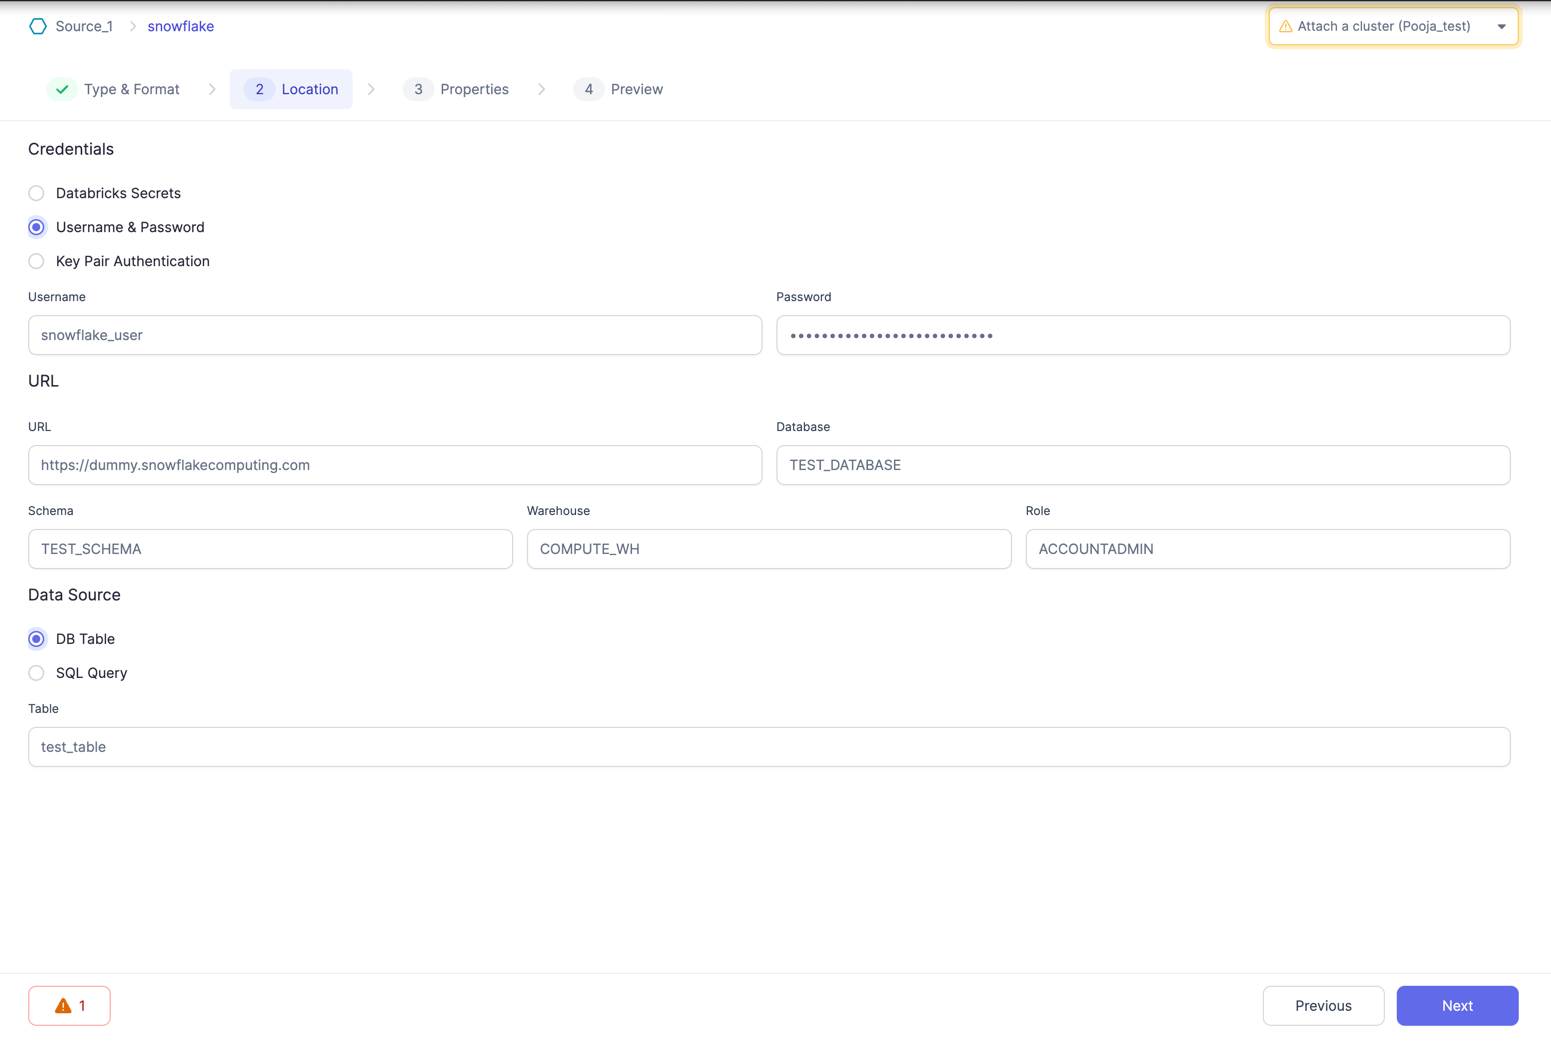 Source_1 snowflake Attach a cluster (Pooja_test)
Type & Format 2 Location 3 Properties 4 Preview
Credentials
Databricks Secrets
Username & Password
Key Pair Authentication
Username Password
snowflake_user ••••••••••••••••••••••••••
URL
URL Database
https://dummy.snowflakecomputing.com TEST_DATABASE
Schema Warehouse Role
TEST_SCHEMA COMPUTE_WH ACCOUNTADMIN
Data Source
DB Table
SQL Query
Table
test_table
1 Previous Next